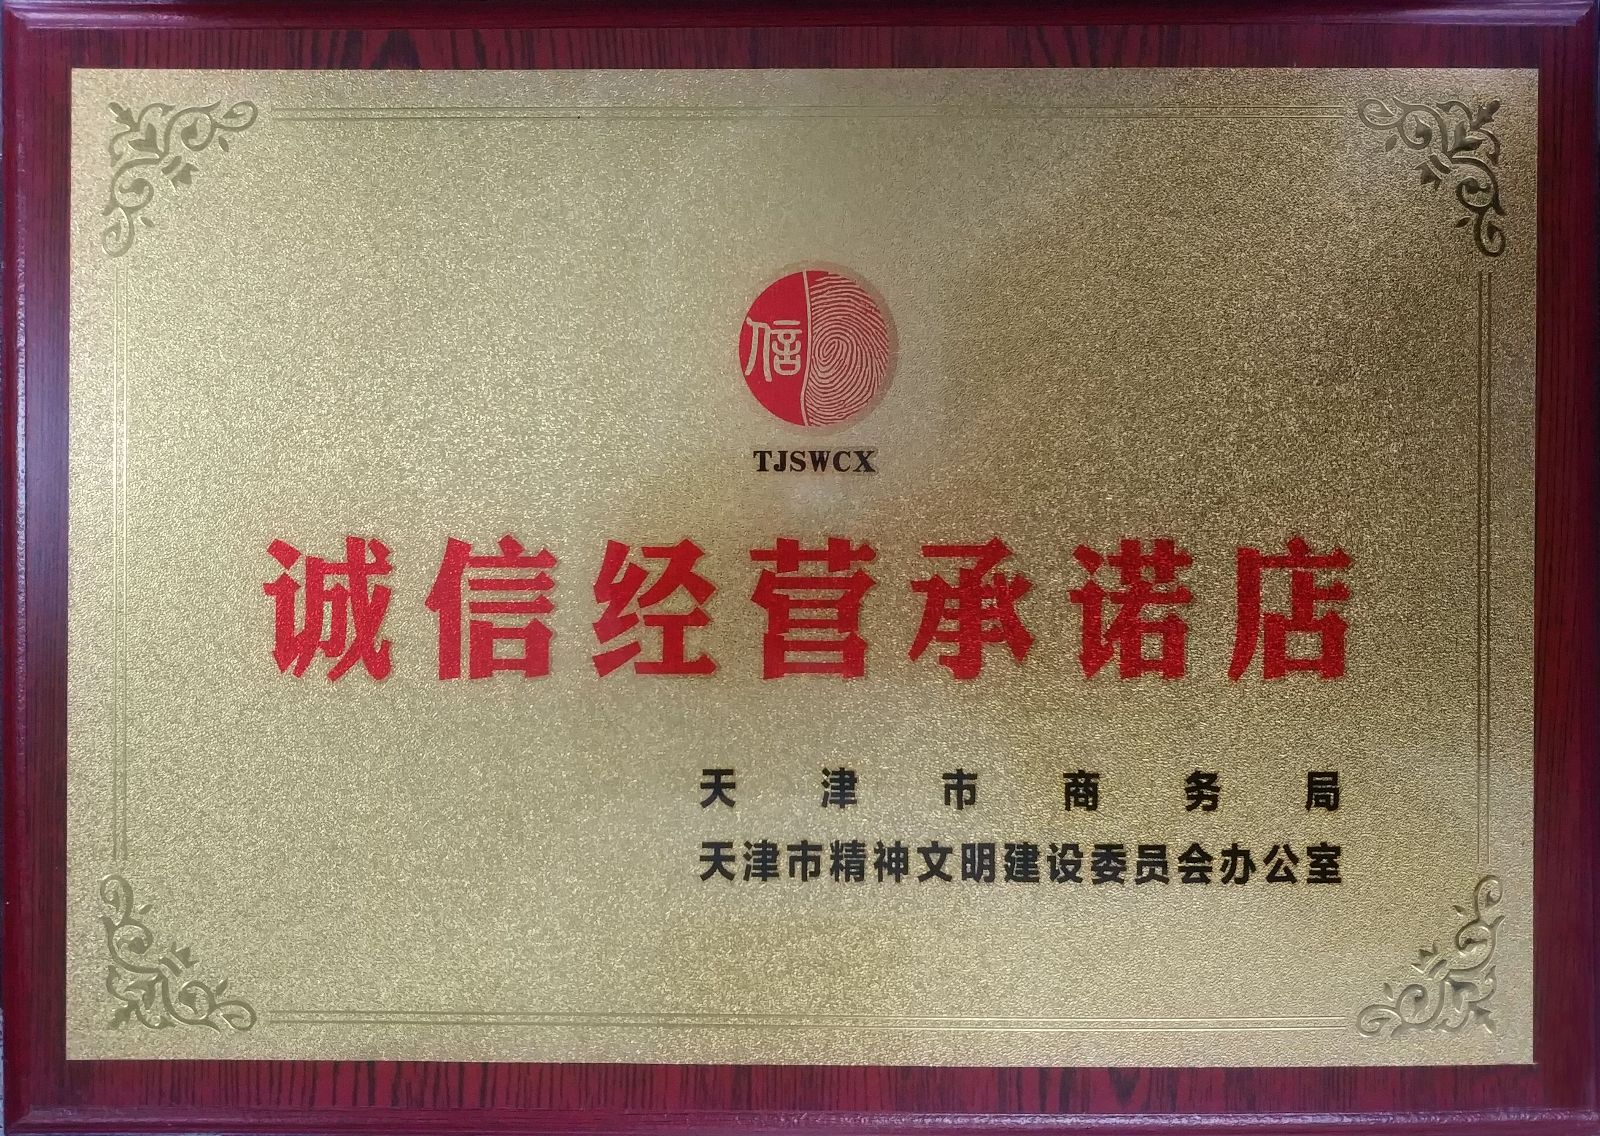 信
TJSWCX
诚信经营承诺店
天津市商务局
天津市精神文明建设委员会办公室